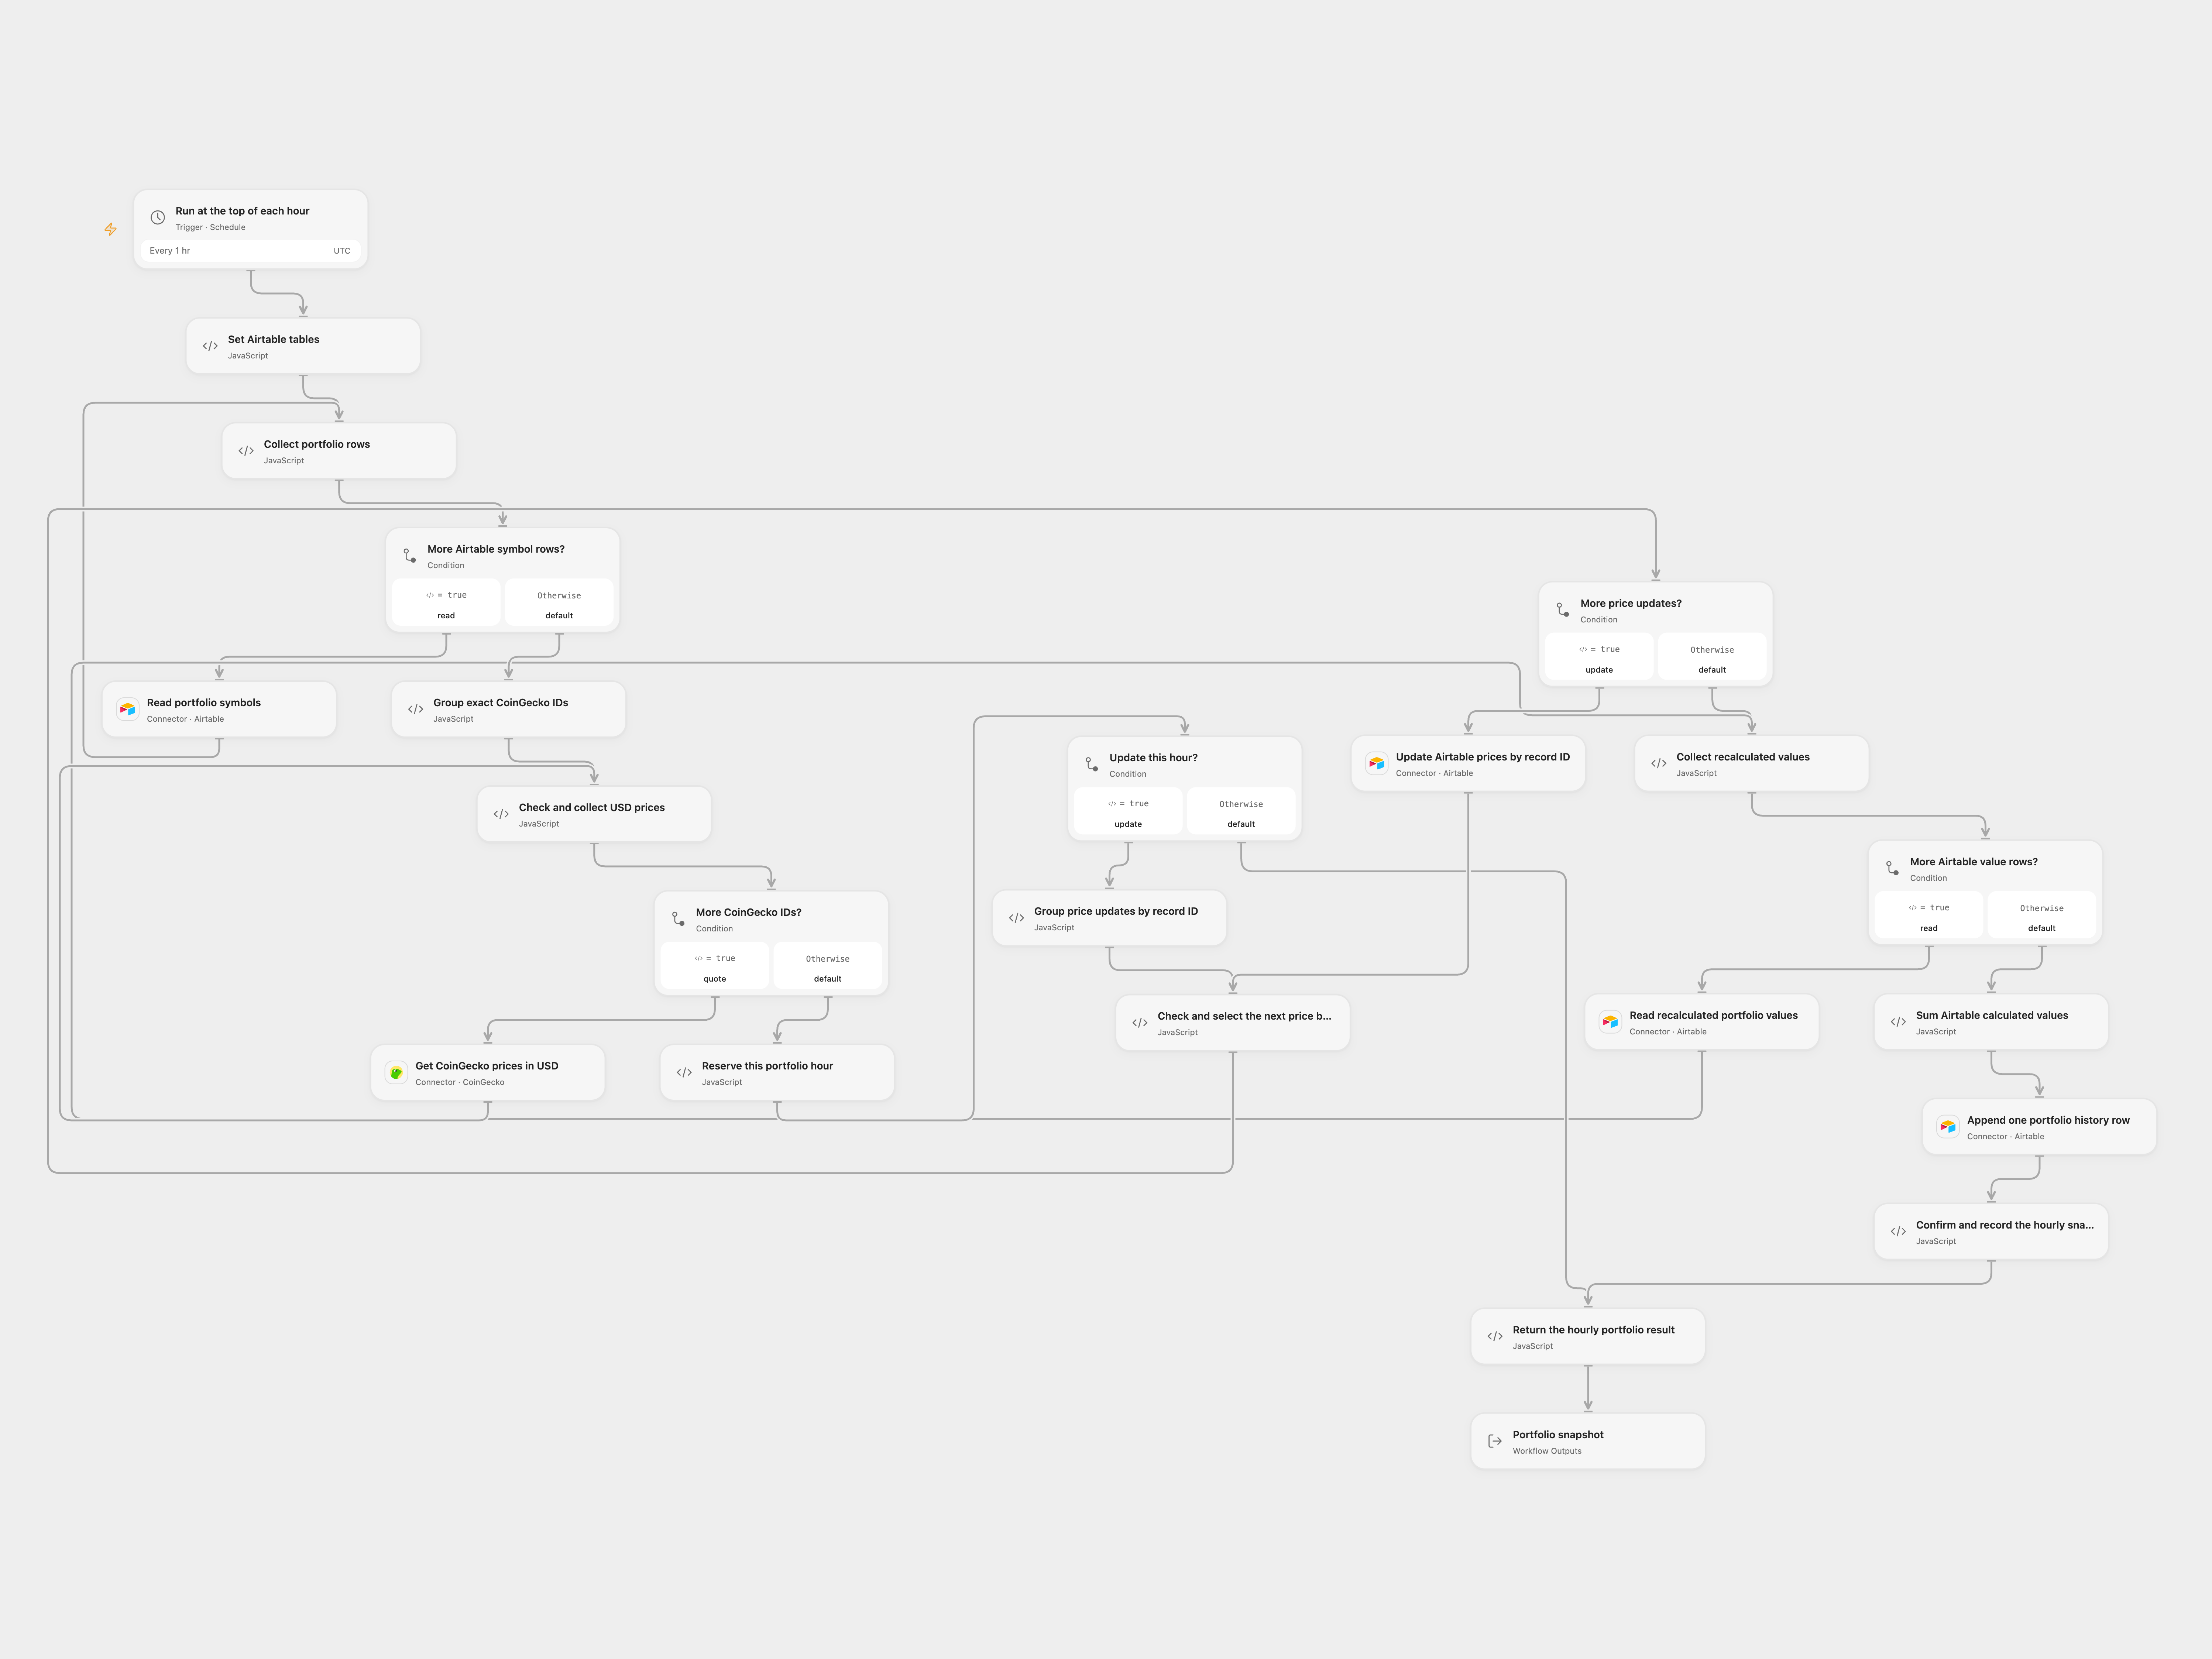 Run at the top of each hour
Trigger · Schedule
Every 1 hr UTC
Set Airtable tables
JavaScript
Collect portfolio rows
JavaScript
More Airtable symbol rows?
Condition
</> = true Otherwise
read default
Read portfolio symbols
Connector · Airtable
Group exact CoinGecko IDs
JavaScript
Check and collect USD prices
JavaScript
More CoinGecko IDs?
Condition
</> = true Otherwise
quote default
Get CoinGecko prices in USD
Connector · CoinGecko
Reserve this portfolio hour
JavaScript
Update this hour?
Condition
</> = true Otherwise
update default
Group price updates by record ID
JavaScript
Check and select the next price b...
JavaScript
More price updates?
Condition
</> = true Otherwise
update default
Update Airtable prices by record ID
Connector · Airtable
Collect recalculated values
JavaScript
More Airtable value rows?
Condition
</> = true Otherwise
read default
Read recalculated portfolio values
Connector · Airtable
Sum Airtable calculated values
JavaScript
Append one portfolio history row
Connector · Airtable
Confirm and record the hourly sna...
JavaScript
Return the hourly portfolio result
JavaScript
Portfolio snapshot
Workflow Outputs